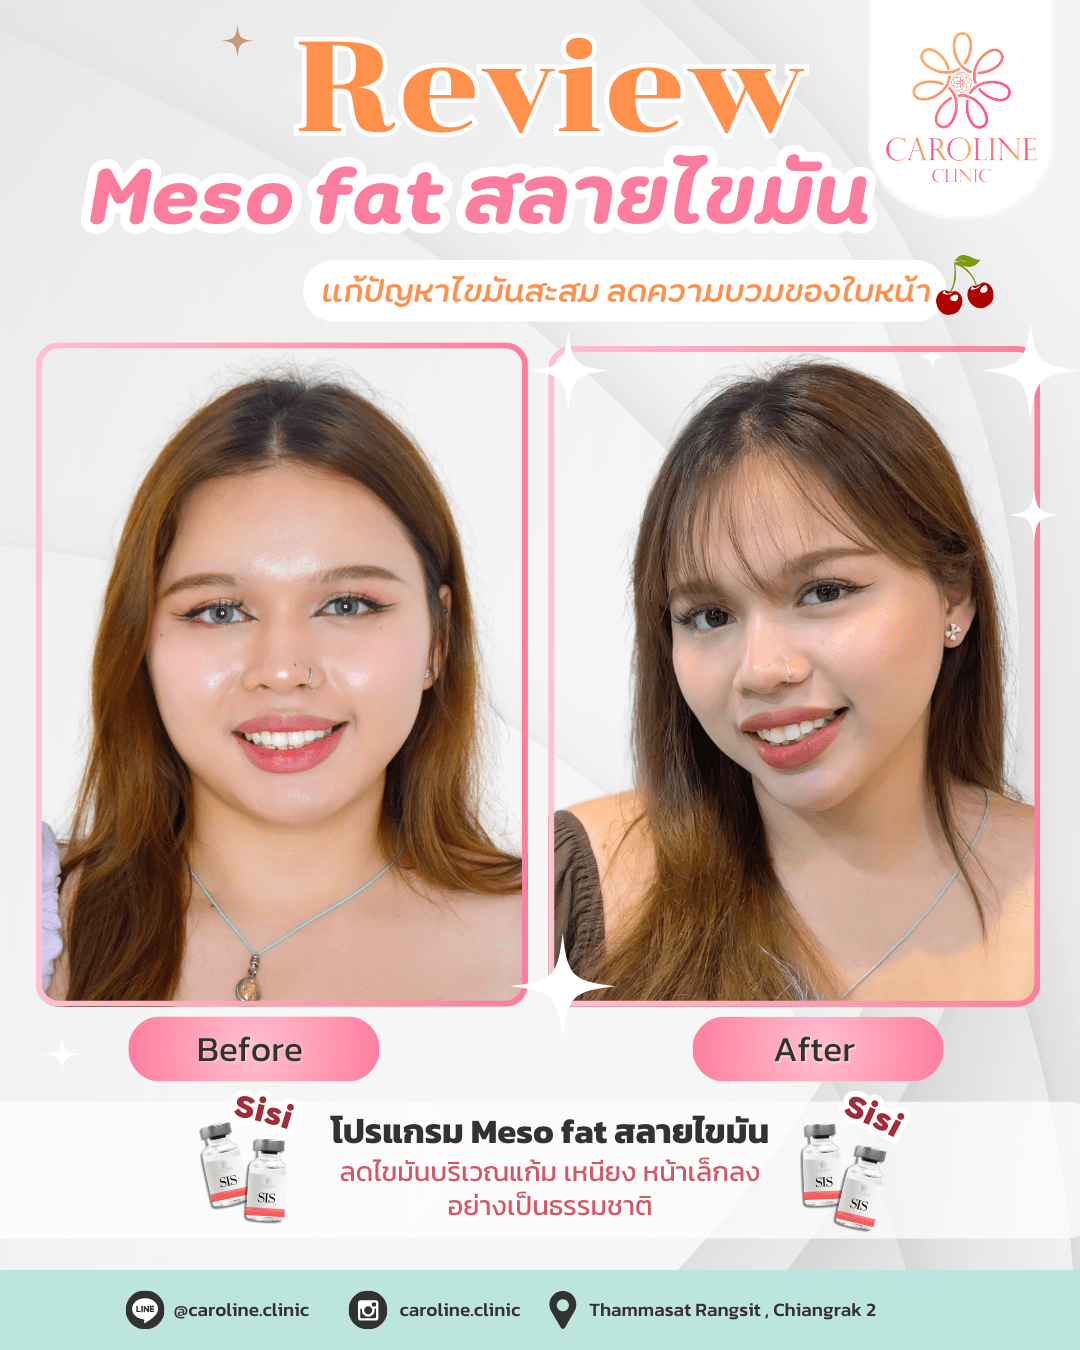 Review
CAROLINE
CLINIC
Meso fat สลายไขมัน
แก้ปัญหาไขมันสะสม ลดความบวมของใบหน้า
Before
After
sisi
sisi
โปรแกรม Meso fat สลายไขมัน
ลดไขมันบริเวณแก้ม เหนียง หน้าเล็กลง
อย่างเป็นธรรมชาติ
SIS
SIS
SIS
SIS
LINE
@caroline.clinic
caroline.clinic
Thammasat Rangsit , Chiangrak 2